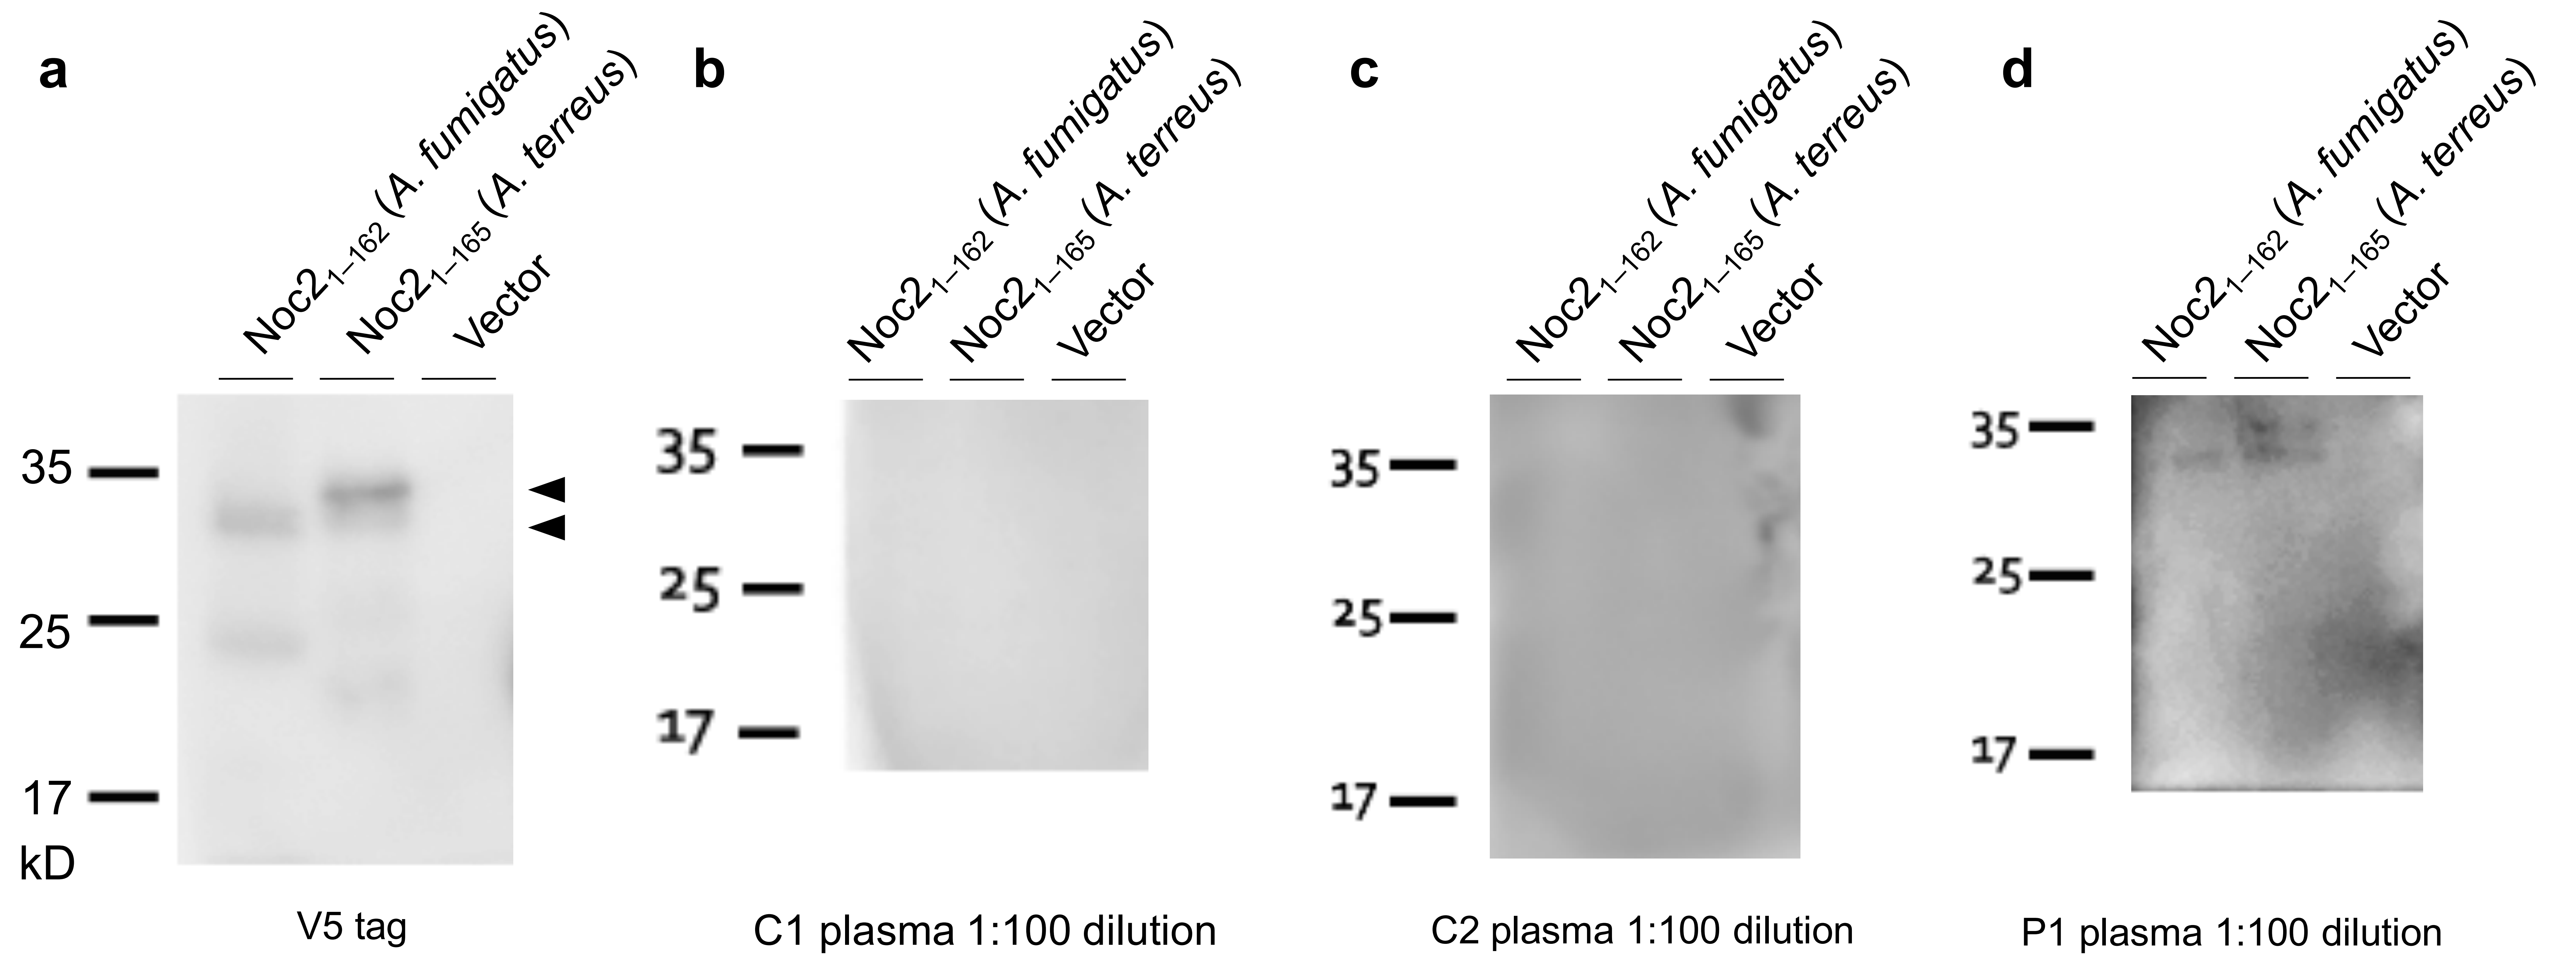 a
Noc2₁₋₁₆₂ (A. fumigatus)
Noc2₁₋₁₆₅ (A. terreus)
Vector
35
25
17
kD
V5 tag
b
Noc2₁₋₁₆₂ (A. fumigatus)
Noc2₁₋₁₆₅ (A. terreus)
Vector
35
25
17
C1 plasma 1:100 dilution
c
Noc2₁₋₁₆₂ (A. fumigatus)
Noc2₁₋₁₆₅ (A. terreus)
Vector
35
25
17
C2 plasma 1:100 dilution
d
Noc2₁₋₁₆₂ (A. fumigatus)
Noc2₁₋₁₆₅ (A. terreus)
Vector
35
25
17
P1 plasma 1:100 dilution